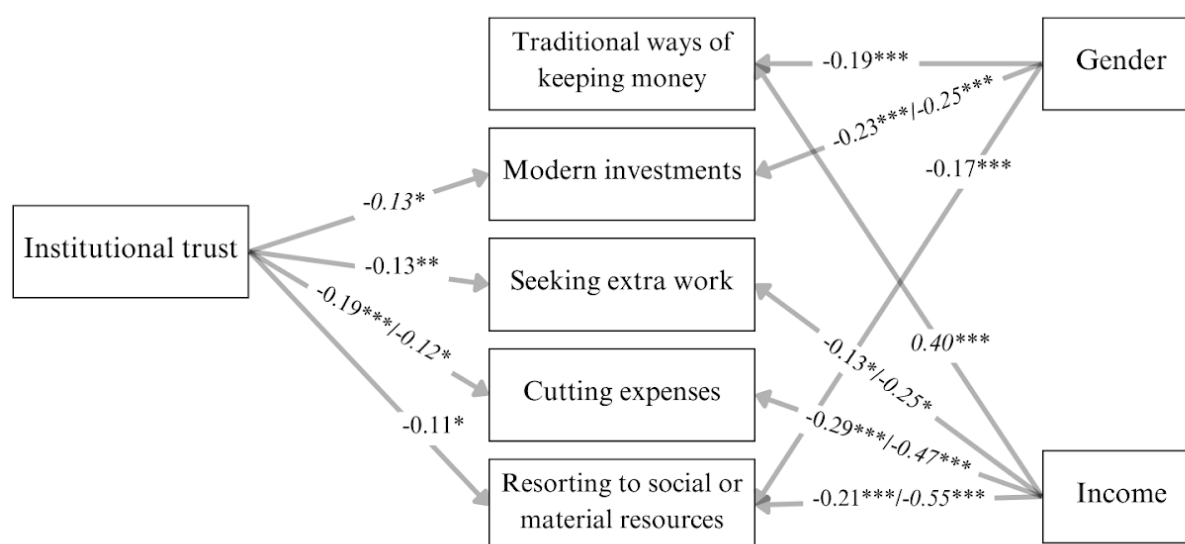 Traditional ways of
keeping money
-0.19***
Gender
-0.23***/-0.25***
Modern investments
-0.17***
-0.13*
Institutional trust
-0.13**
Seeking extra work
-0.19***/-0.12*
0.40***
-0.13*/-0.25*
Cutting expenses
-0.29***/-0.47***
-0.11*
Resorting to social or
material resources
-0.21***/-0.55***
Income